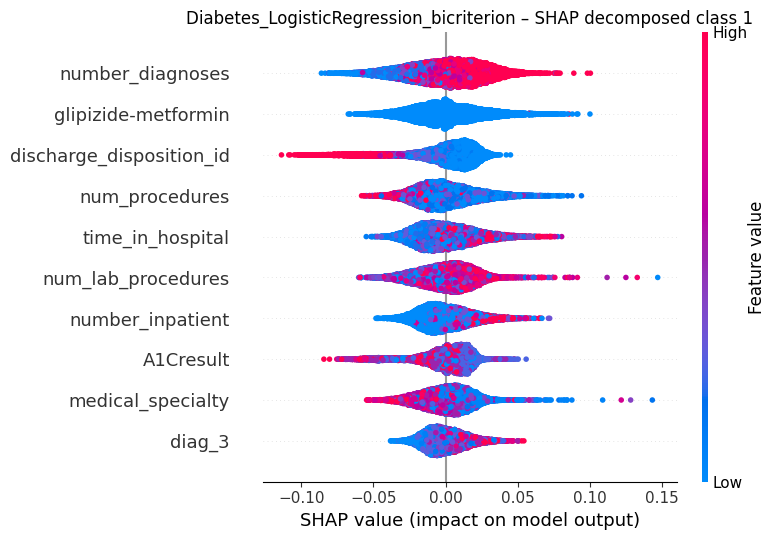 Diabetes_LogisticRegression_bicriterion – SHAP decomposed class 1
High
number_diagnoses
glipizide-metformin
discharge_disposition_id
num_procedures
time_in_hospital
num_lab_procedures
number_inpatient
A1Cresult
medical_specialty
diag_3
Feature value
Low
−0.10 −0.05 0.00 0.05 0.10 0.15
SHAP value (impact on model output)